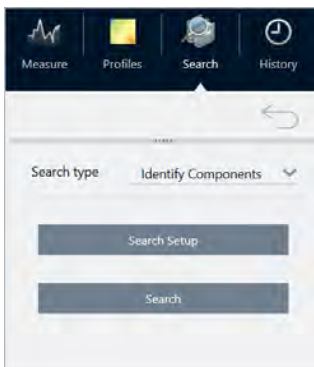 Measure Profiles Search History
Search type Identify Components
Search Setup
Search